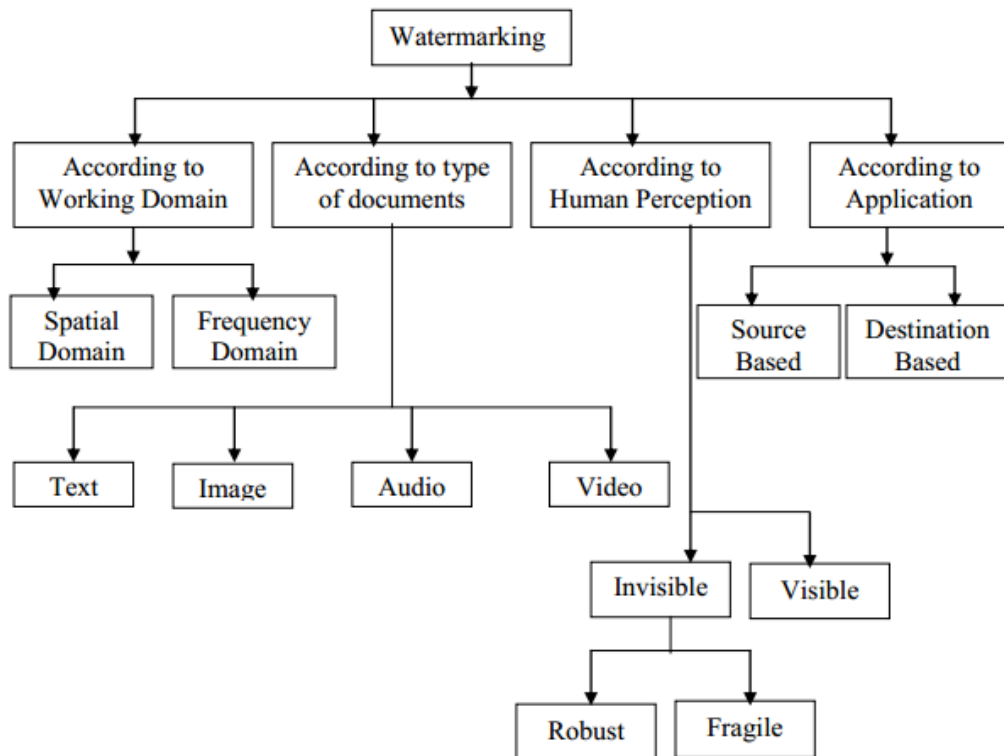 Watermarking
According to
Working Domain
According to type
of documents
According to
Human Perception
According to
Application
Spatial
Domain
Frequency
Domain
Source
Based
Destination
Based
Text
Image
Audio
Video
Invisible
Visible
Robust
Fragile